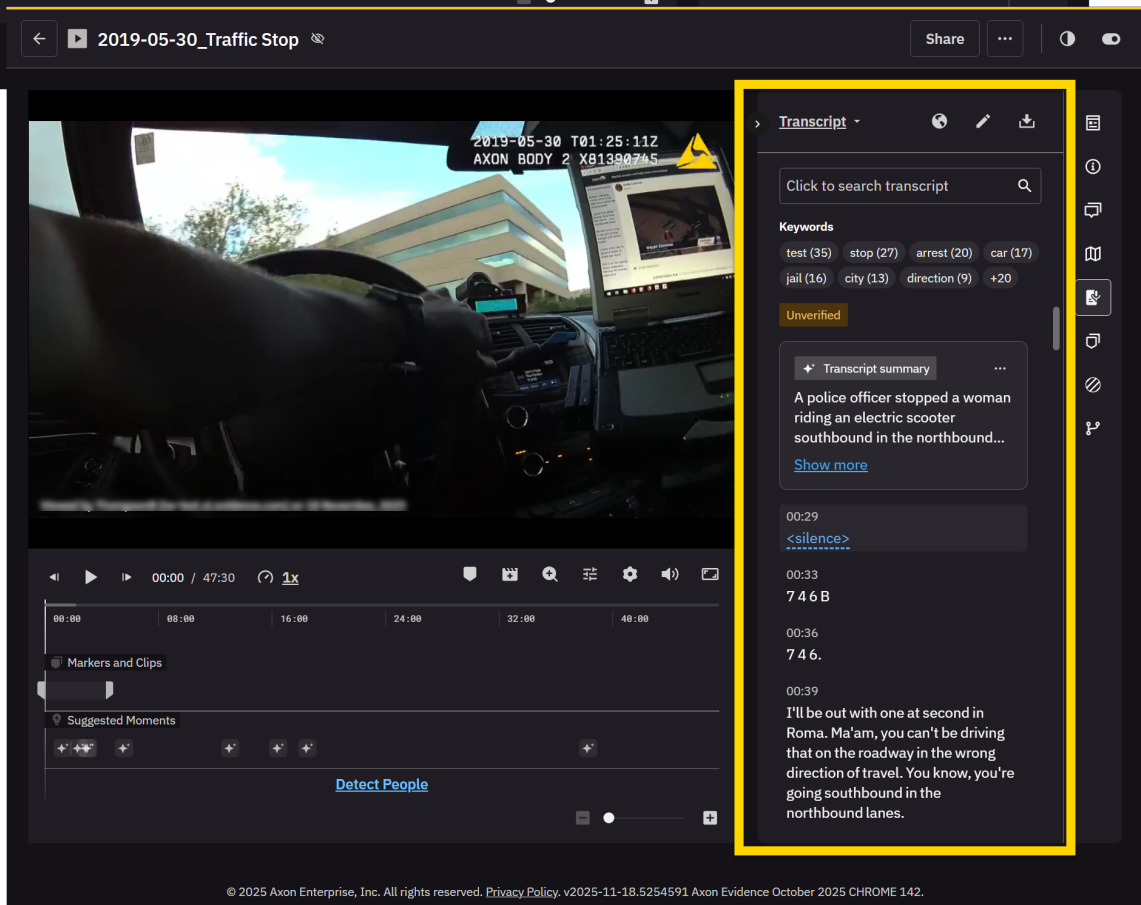 2019-05-30_Traffic Stop
Share
2019-05-30 T01:25:11Z
AXON BODY 2 X81390745
00:00 / 47:30
1x
00:00 08:00 16:00 24:00 32:00 40:00
Markers and Clips
Suggested Moments
Detect People
Transcript
Click to search transcript
Keywords
test (35) stop (27) arrest (20) car (17)
jail (16) city (13) direction (9) +20
Unverified
Transcript summary
A police officer stopped a woman
riding an electric scooter
southbound in the northbound...
Show more
00:29
<silence>
00:33
7 4 6 B
00:36
7 4 6.
00:39
I'll be out with one at second in
Roma. Ma'am, you can't be driving
that on the roadway in the wrong
direction of travel. You know, you're
going southbound in the
northbound lanes.
© 2025 Axon Enterprise, Inc. All rights reserved. Privacy Policy. v2025-11-18.5254591 Axon Evidence October 2025 CHROME 142.